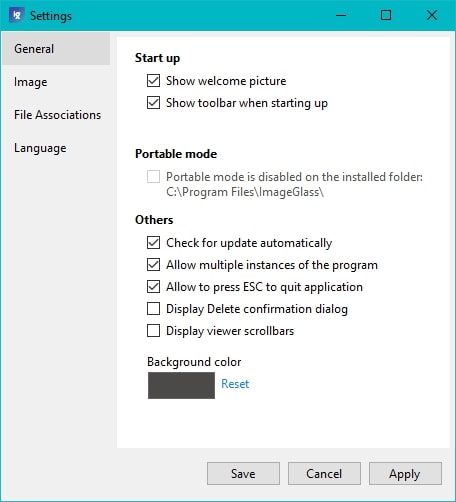 Settings
General
Image
File Associations
Language
Start up
Show welcome picture
Show toolbar when starting up
Portable mode
Portable mode is disabled on the installed folder:
C:\Program Files\ImageGlass\
Others
Check for update automatically
Allow multiple instances of the program
Allow to press ESC to quit application
Display Delete confirmation dialog
Display viewer scrollbars
Background color
Reset
Save Cancel Apply